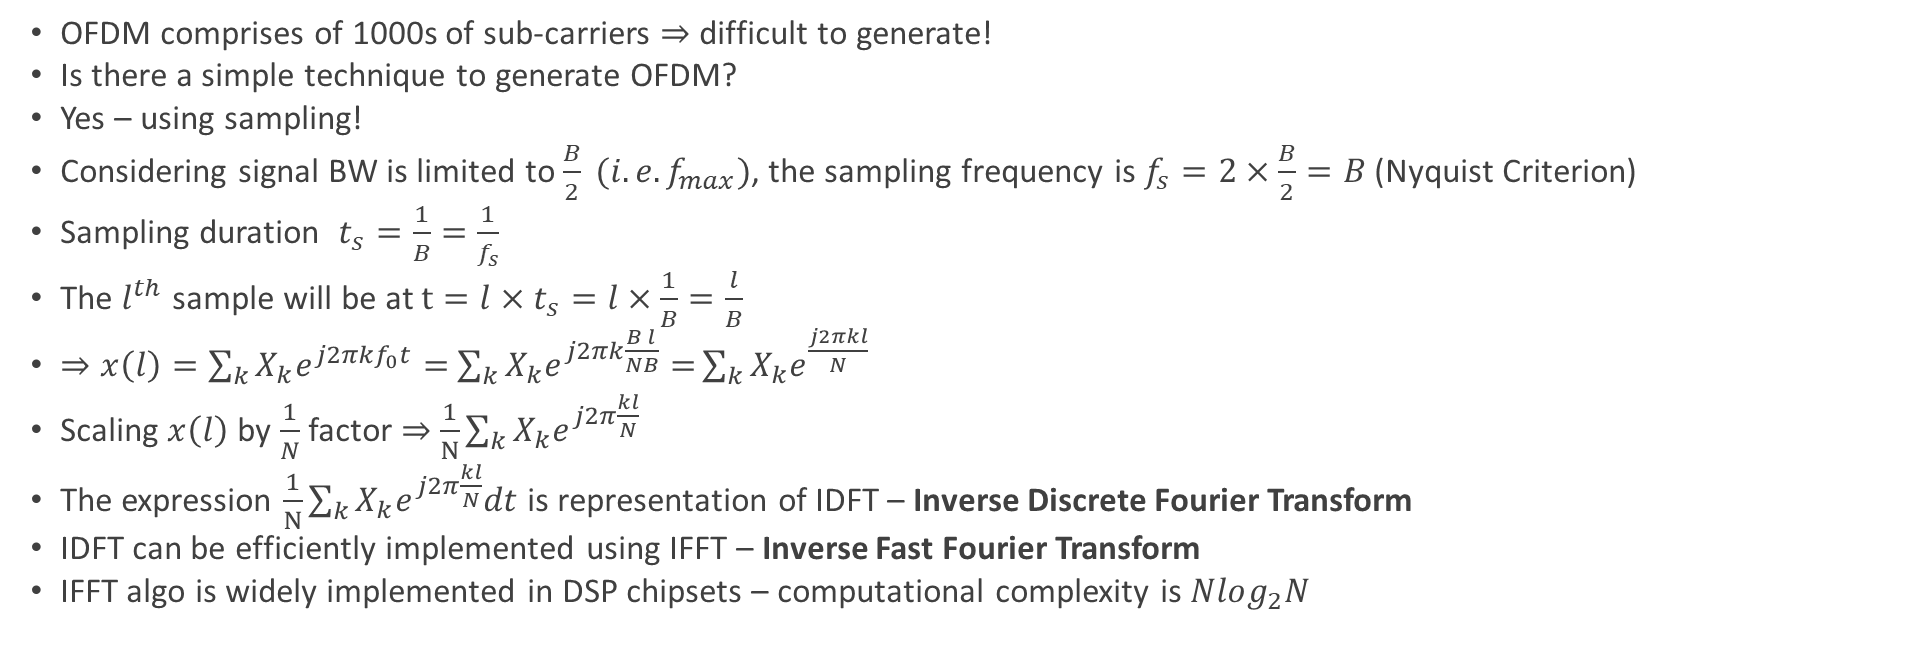 • OFDM comprises of 1000s of sub-carriers ⇒ difficult to generate!
• Is there a simple technique to generate OFDM?
• Yes – using sampling!
• Considering signal BW is limited to B/2 (i.e. f_max), the sampling frequency is f_s = 2 × B/2 = B (Nyquist Criterion)
• Sampling duration t_s = 1/B = 1/f_s
• The l^th sample will be at t = l × t_s = l × 1/B = l/B
• ⇒ x(l) = ∑_k X_k e^(j2πkf_0t) = ∑_k X_k e^(j2πk (B l)/(NB)) = ∑_k X_k e^(j2πkl/N)
• Scaling x(l) by 1/N factor ⇒ 1/N ∑_k X_k e^(j2π kl/N)
• The expression 1/N ∑_k X_k e^(j2π kl/N) dt is representation of IDFT – Inverse Discrete Fourier Transform
• IDFT can be efficiently implemented using IFFT – Inverse Fast Fourier Transform
• IFFT algo is widely implemented in DSP chipsets – computational complexity is Nlog_2N